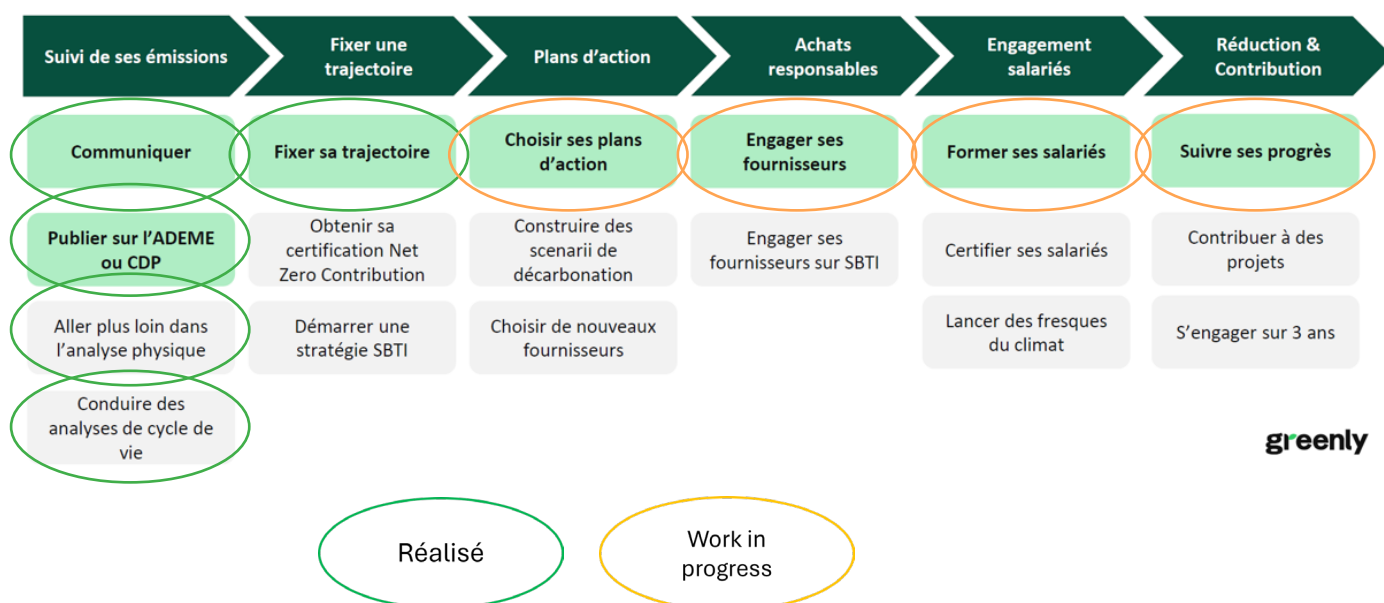 Suivi de ses émissions
Fixer une
trajectoire
Plans d'action
Achats
responsables
Engagement
salariés
Réduction &
Contribution
Communiquer
Fixer sa trajectoire
Choisir ses plans
d'action
Engager ses
fournisseurs
Former ses salariés
Suivre ses progrès
Publier sur l'ADEME
ou CDP
Obtenir sa
certification Net
Zero Contribution
Construire des
scenarii de
décarbonation
Engager ses
fournisseurs sur SBTI
Certifier ses salariés
Contribuer à des
projets
Aller plus loin dans
l'analyse physique
Démarrer une
stratégie SBTI
Choisir de nouveaux
fournisseurs
Lancer des fresques
du climat
S'engager sur 3 ans
Conduire des
analyses de cycle de
vie
greenly
Réalisé
Work in
progress